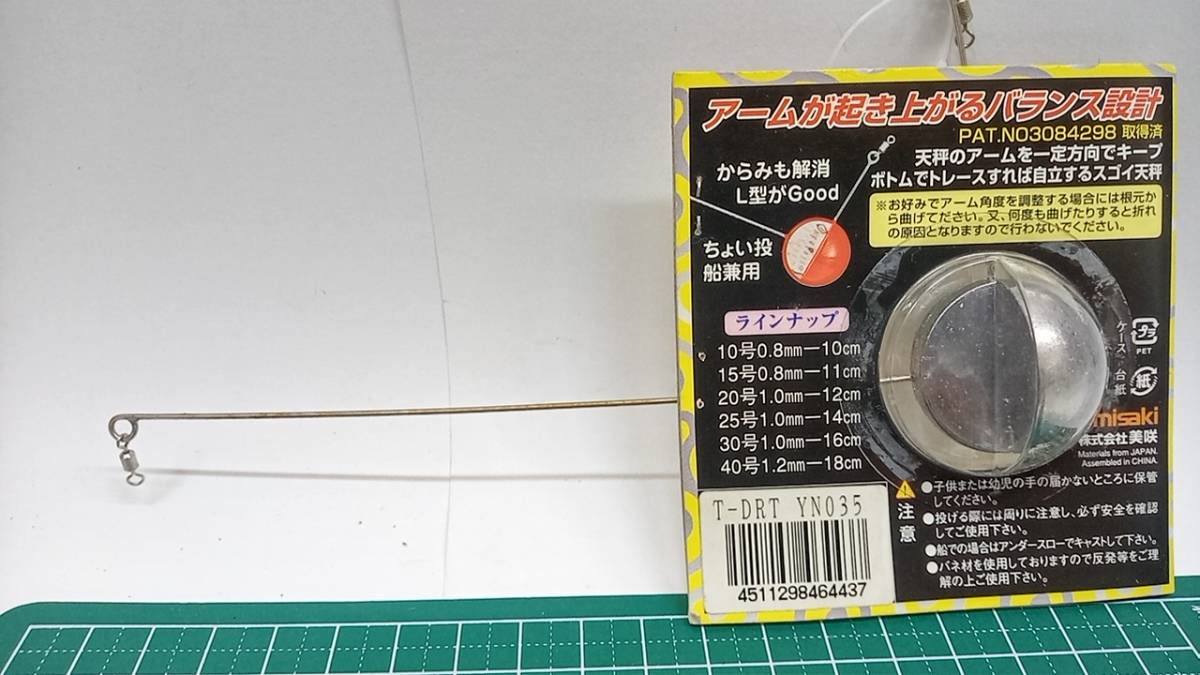 アームが起き上がるバランス設計
PAT.NO3084298 取得済
天秤のアームを一定方向でキープ
ボトムでトレースすれば自立するスゴイ天秤
からみも解消
L型がGood
※お好みでアーム角度を調整する場合には根元か
ら曲げてださい。又、何度も曲げたりすると折れ
の原因となりますので行わないでください。
ちょい投
船兼用
ラインナップ
10号0.8mm―10cm
15号0.8mm―11cm
20号1.0mm―12cm
25号1.0mm―14cm
30号1.0mm―16cm
40号1.2mm―18cm
ケース
プラ
PET
台紙
紙
misaki
株式会社美咲
Materials from JAPAN.
Assembled in CHINA.
注意
●子供または幼児の手の届かないところに保管
してください。
●投げる際には周りに注意し、必ず安全を確認
してご使用下さい。
●船での場合はアンダースローでキャストして下さい。
●バネ材を使用しておりますので反発等をご理
解の上ご使用下さい。
T-DRT YN035
4511298464437